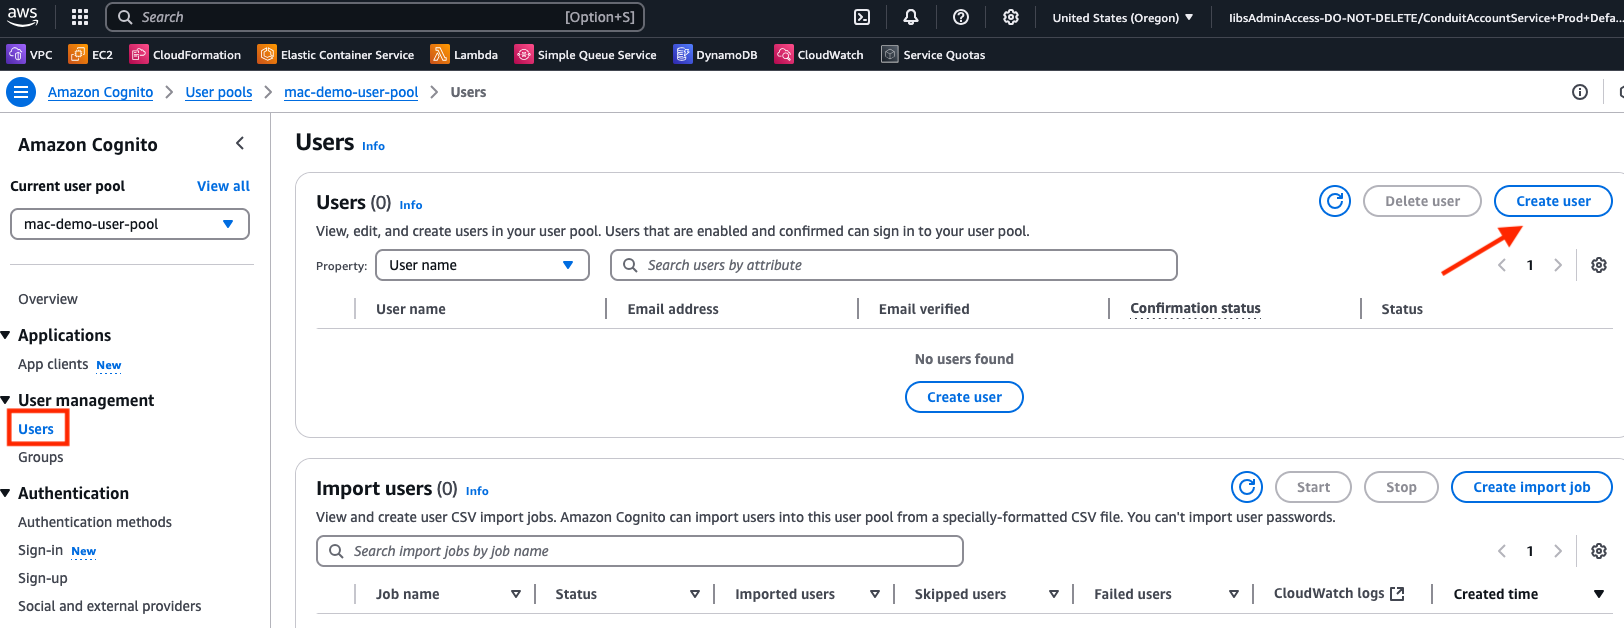 aws
Search [Option+S]
United States (Oregon)
IibsAdminAccess-DO-NOT-DELETE/ConduitAccountService+Prod+Defa...
VPC EC2 CloudFormation Elastic Container Service Lambda Simple Queue Service DynamoDB CloudWatch Service Quotas
Amazon Cognito User pools mac-demo-user-pool Users
Amazon Cognito
Current user pool View all
mac-demo-user-pool
Overview
Applications
App clients New
User management
Users
Groups
Authentication
Authentication methods
Sign-in New
Sign-up
Social and external providers
Users Info
Users (0) Info
Delete user Create user
View, edit, and create users in your user pool. Users that are enabled and confirmed can sign in to your user pool.
Property: User name Search users by attribute 1
User name Email address Email verified Confirmation status Status
No users found
Create user
Import users (0) Info
Start Stop Create import job
View and create user CSV import jobs. Amazon Cognito can import users into this user pool from a specially-formatted CSV file. You can't import user passwords.
Search import jobs by job name 1
Job name Status Imported users Skipped users Failed users CloudWatch logs Created time